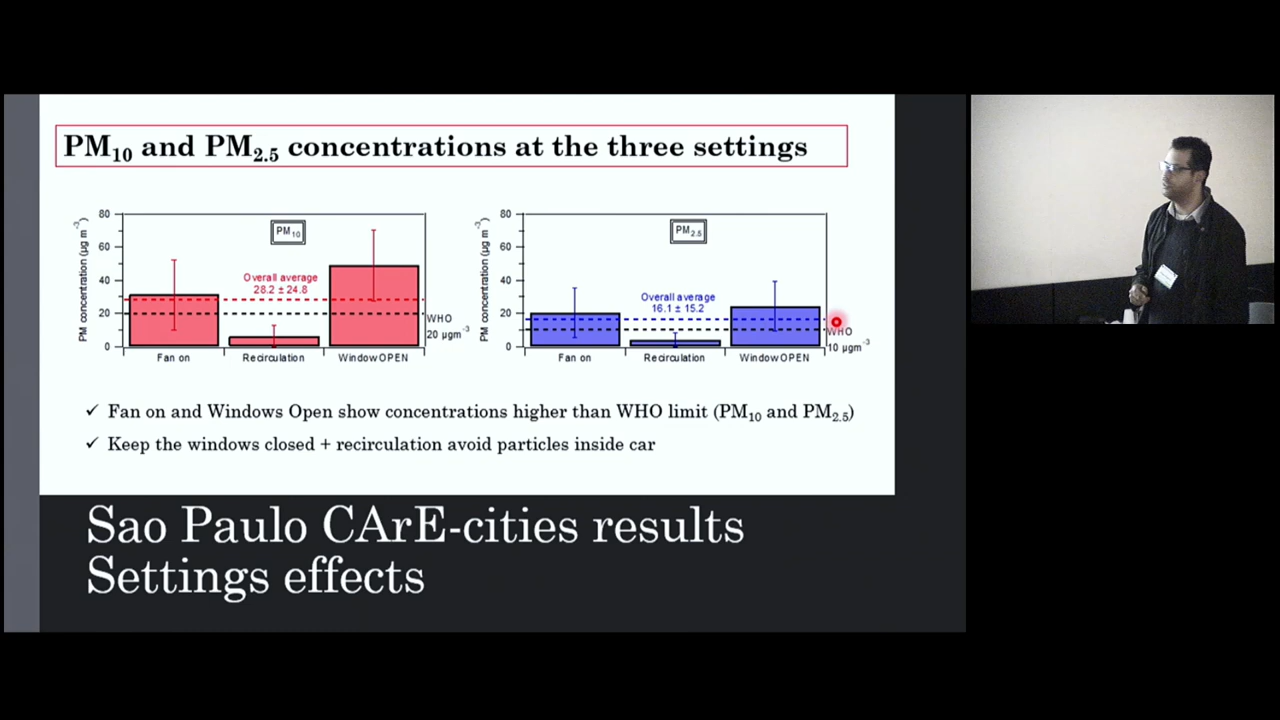 PM10 and PM2.5 concentrations at the three settings
PM concentration (µg m-3)
80
60
40
20
0
PM10
Overall average
28.2 ± 24.8
WHO
20 µgm-3
Fan on
Recirculation
Window OPEN
PM concentration (µg m-3)
80
60
40
20
0
PM2.5
Overall average
16.1 ± 15.2
WHO
10 µgm-3
Fan on
Recirculation
Window OPEN
✓ Fan on and Windows Open show concentrations higher than WHO limit (PM10 and PM2.5)
✓ Keep the windows closed + recirculation avoid particles inside car
Sao Paulo CArE-cities results
Settings effects